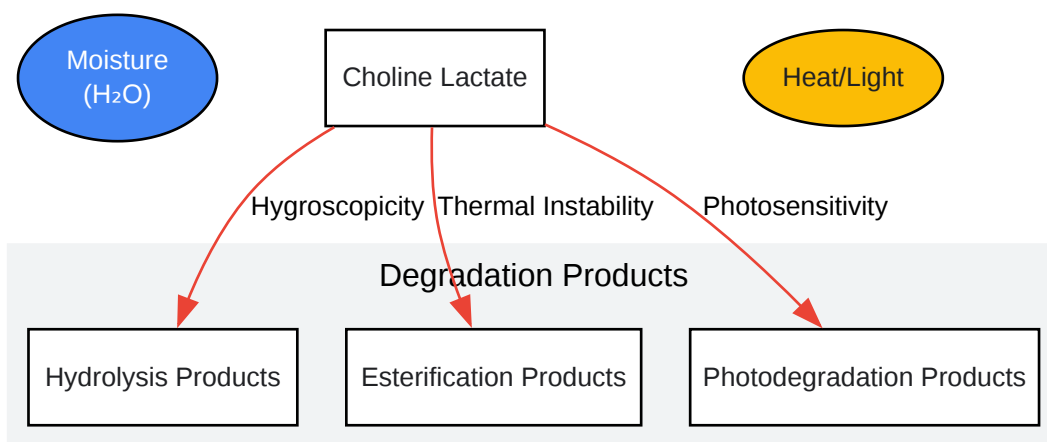 Moisture
(H₂O)
Choline Lactate
Heat/Light
Hygroscopicity
Thermal Instability
Photosensitivity
Degradation Products
Hydrolysis Products
Esterification Products
Photodegradation Products